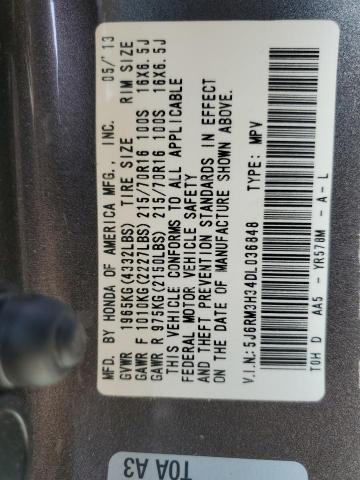 MFD. BY HONDA OF AMERICA MFG., INC. 05/'13
GVWR 1965KG(4332LBS) TIRE SIZE RIM SIZE
GAWR F 1010KG(2227LBS) 215/70R16 100S 16X6.5J
GAWR R 975KG(2150LBS) 215/70R16 100S 16X6.5J
THIS VEHICLE CONFORMS TO ALL APPLICABLE
FEDERAL MOTOR VEHICLE SAFETY
AND THEFT PREVENTION STANDARDS IN EFFECT
ON THE DATE OF MANUFACTURE SHOWN ABOVE.
V.I.N.:5J6RM3H34DL036848 TYPE: MPV
T0H D AA5 - YR578M - A - L
T0A A3